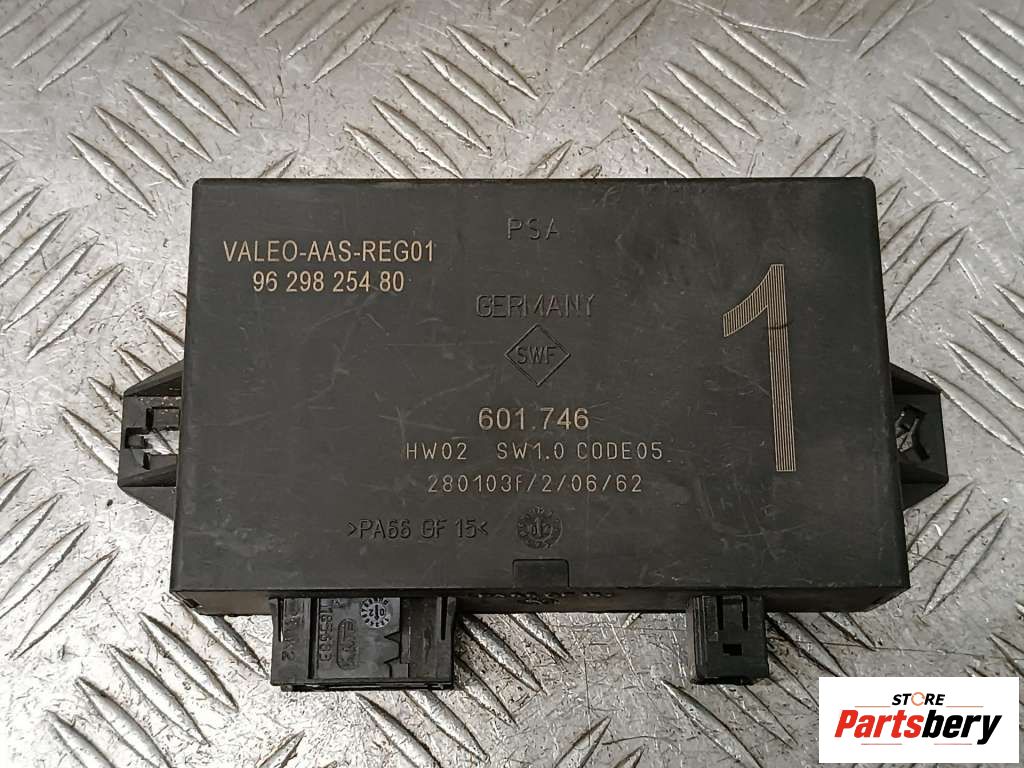 PSA
VALEO-AAS-REG01
96 298 254 80
GERMANY
SWF
1
601.746
HW02 SW1.0 CODE05
280103F/2/06/62
>PA66 GF 15<
STORE
Partsbery